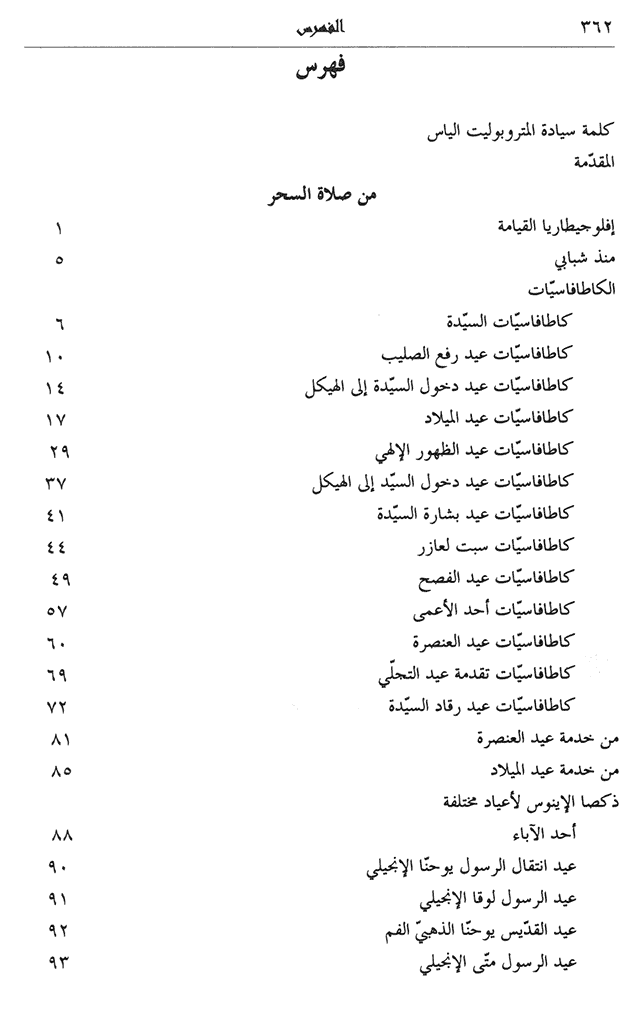 ٣٦٢ الفهرس
فهرس
كلمة سيادة المتروبوليت الياس
المقدّمة
من صلاة السحر
إفلوجيطاريا القيامة ١
منذ شبابي ٥
الكاطافاسيّات
كاطافاسيّات السيّدة ٦
كاطافاسيّات عيد رفع الصليب ١٠
كاطافاسيّات عيد دخول السيّدة إلى الهيكل ١٤
كاطافاسيّات عيد الميلاد ١٧
كاطافاسيّات عيد الظهور الإلهي ٢٩
كاطافاسيّات عيد دخول السيّد إلى الهيكل ٣٧
كاطافاسيّات عيد بشارة السيّدة ٤١
كاطافاسيّات سبت لعازر ٤٤
كاطافاسيّات عيد الفصح ٤٩
كاطافاسيّات أحد الأعمى ٥٧
كاطافاسيّات عيد العنصرة ٦٠
كاطافاسيّات تقدمة عيد التجلّي ٦٩
كاطافاسيّات عيد رقاد السيّدة ٧٢
من خدمة عيد العنصرة ٨١
من خدمة عيد الميلاد ٨٥
ذكصا الإينوس لأعياد مختلفة
أحد الآباء ٨٨
عيد انتقال الرسول يوحنّا الإنجيلي ٩٠
عيد الرسول لوقا الإنجيلي ٩١
عيد القدّيس يوحنّا الذهبيّ الفم ٩٢
عيد الرسول متّى الإنجيلي ٩٣